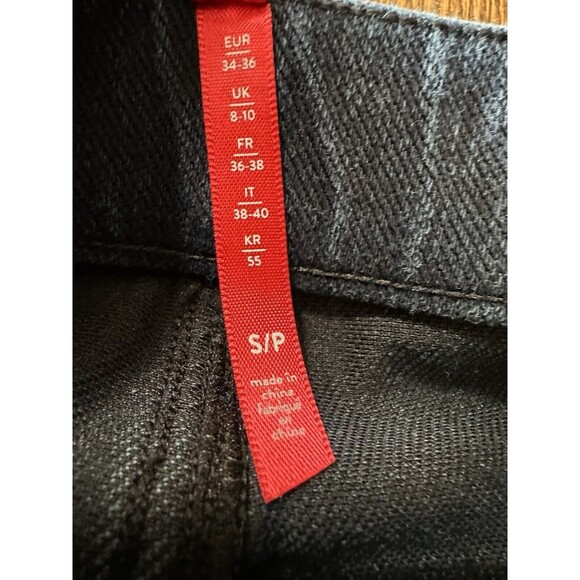 EUR
34-36
UK
8-10
FR
36-38
IT
38-40
KR
55
S/P
made in
china
fabriqué
en
chine